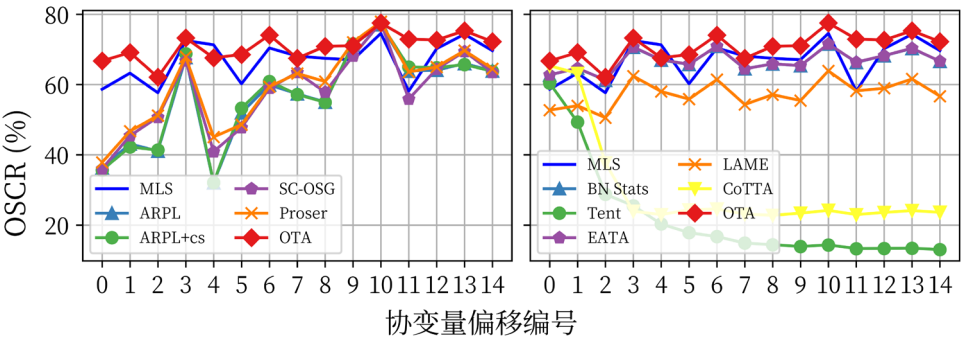 OSCR (%)
80
60
40
20
MLS
ARPL
ARPL+cs
SC-OSG
Proser
OTA
0 1 2 3 4 5 6 7 8 9 10 11 12 13 14
MLS
BN Stats
Tent
EATA
LAME
CoTTA
OTA
0 1 2 3 4 5 6 7 8 9 10 11 12 13 14
协变量偏移编号